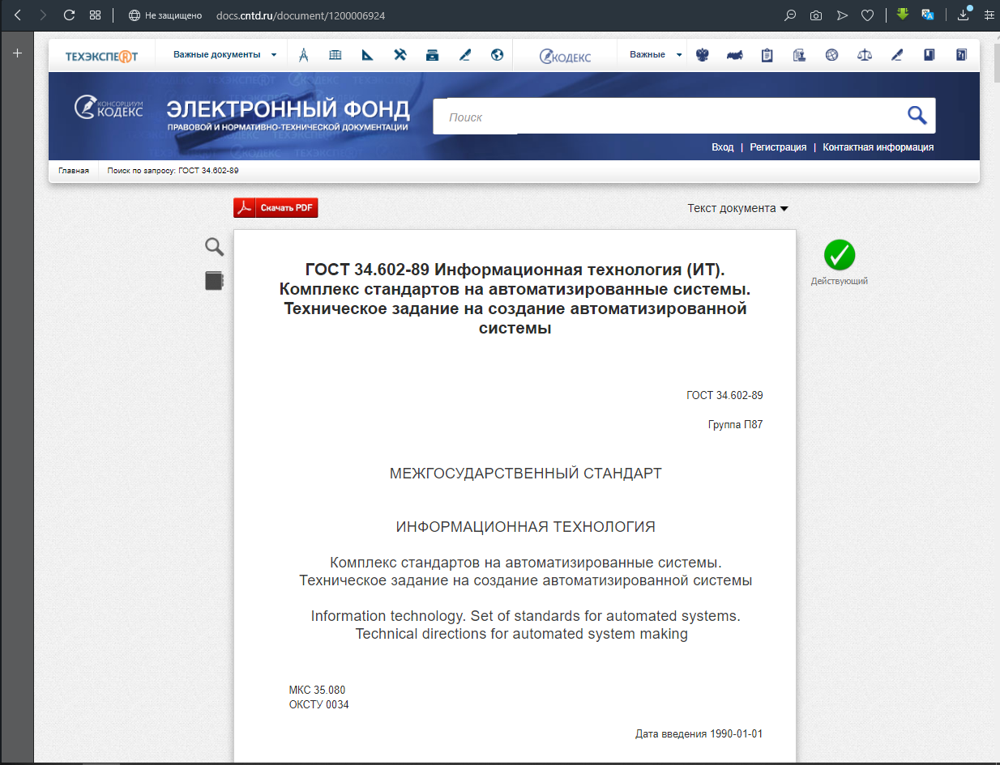 Не защищено docs.cntd.ru/document/1200006924
ТЕХЭКСПЕРТ Важные документы КОДЕКС Важные
КОНСОРЦИУМ
КОДЕКС
ЭЛЕКТРОННЫЙ ФОНД
ПРАВОВОЙ И НОРМАТИВНО-ТЕХНИЧЕСКОЙ ДОКУМЕНТАЦИИ
Поиск
Вход | Регистрация | Контактная информация
Главная Поиск по запросу: ГОСТ 34.602-89
Скачать PDF Текст документа
Действующий
ГОСТ 34.602-89 Информационная технология (ИТ).
Комплекс стандартов на автоматизированные системы.
Техническое задание на создание автоматизированной
системы
ГОСТ 34.602-89
Группа П87
МЕЖГОСУДАРСТВЕННЫЙ СТАНДАРТ
ИНФОРМАЦИОННАЯ ТЕХНОЛОГИЯ
Комплекс стандартов на автоматизированные системы.
Техническое задание на создание автоматизированной системы
Information technology. Set of standards for automated systems.
Technical directions for automated system making
МКС 35.080
ОКСТУ 0034
Дата введения 1990-01-01